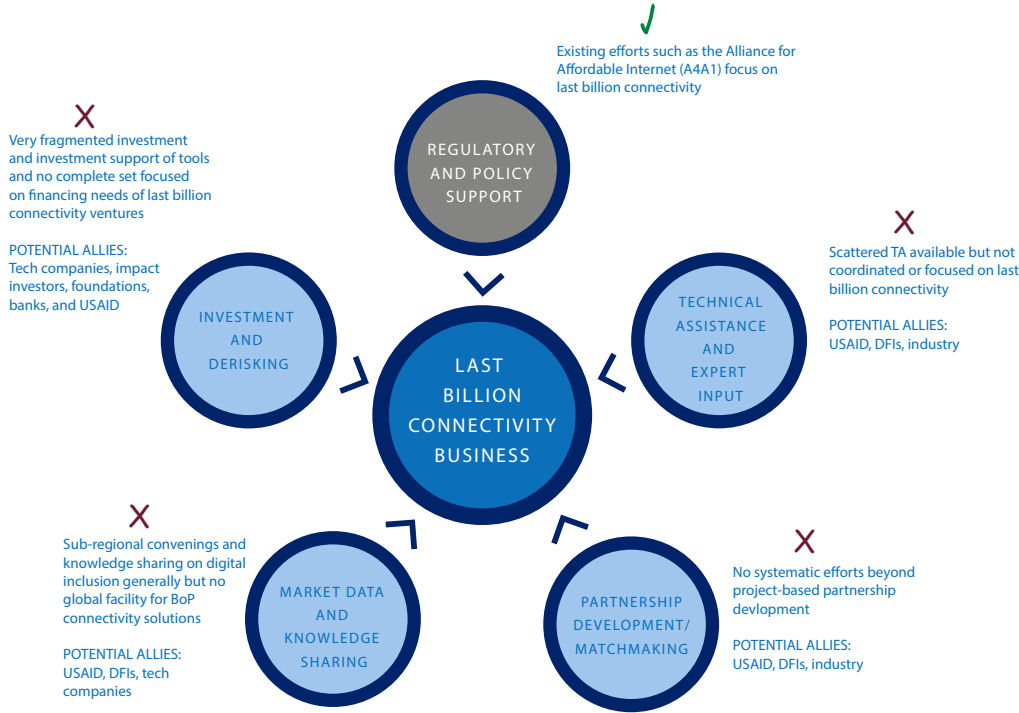 Existing efforts such as the Alliance for
Affordable Internet (A4A1) focus on
last billion connectivity
REGULATORY
AND POLICY
SUPPORT
Very fragmented investment
and investment support of tools
and no complete set focused
on financing needs of last billion
connectivity ventures
POTENTIAL ALLIES:
Tech companies, impact
investors, foundations,
banks, and USAID
INVESTMENT
AND
DERISKING
Scattered TA available but not
coordinated or focused on last
billion connectivity
POTENTIAL ALLIES:
USAID, DFIs, industry
TECHNICAL
ASSISTANCE
AND
EXPERT
INPUT
LAST
BILLION
CONNECTIVITY
BUSINESS
Sub-regional convenings and
knowledge sharing on digital
inclusion generally but no
global facility for BoP
connectivity solutions
POTENTIAL ALLIES:
USAID, DFIs, tech
companies
MARKET DATA
AND
KNOWLEDGE
SHARING
PARTNERSHIP
DEVELOPMENT/
MATCHMAKING
No systematic efforts beyond
project-based partnership
devlopment
POTENTIAL ALLIES:
USAID, DFIs, industry